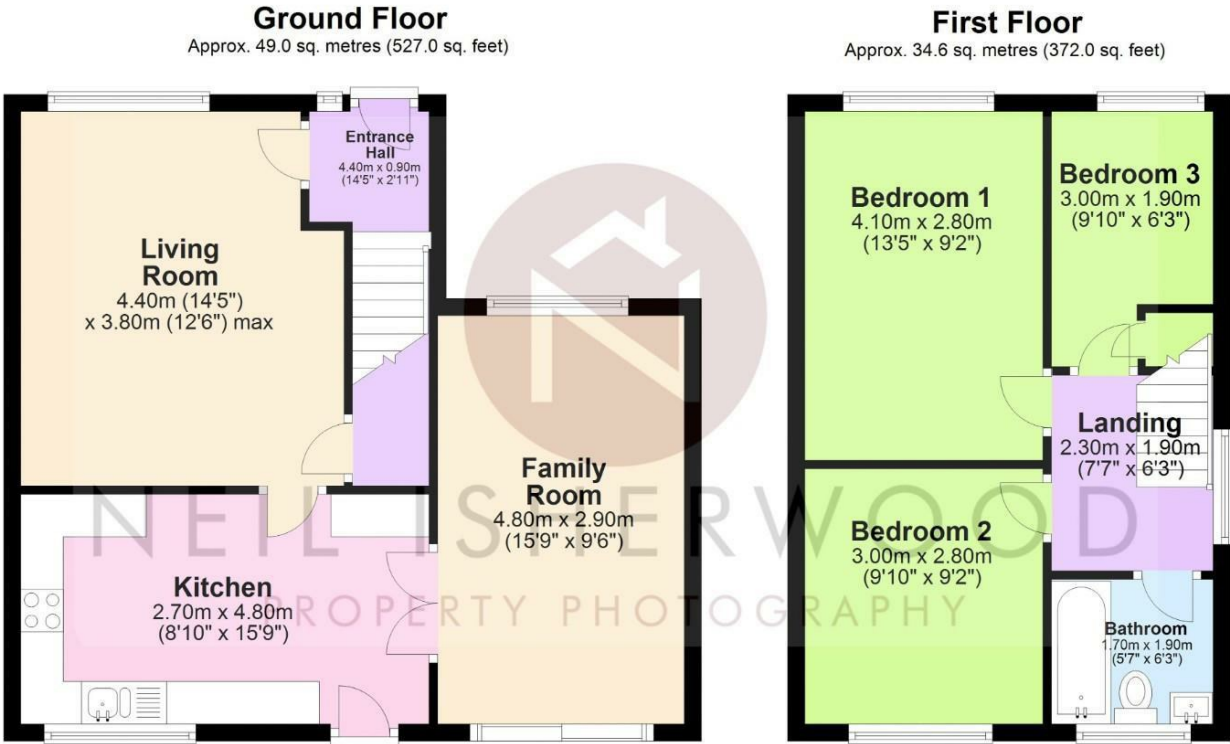 Ground Floor
Approx. 49.0 sq. metres (527.0 sq. feet)
First Floor
Approx. 34.6 sq. metres (372.0 sq. feet)
Entrance
Hall
4.40m x 0.90m
(14'5" x 2'11")
Living
Room
4.40m (14'5")
x 3.80m (12'6") max
Family
Room
4.80m x 2.90m
(15'9" x 9'6")
Kitchen
2.70m x 4.80m
(8'10" x 15'9")
Bedroom 1
4.10m x 2.80m
(13'5" x 9'2")
Bedroom 3
3.00m x 1.90m
(9'10" x 6'3")
Landing
2.30m x 1.90m
(7'7" x 6'3")
Bedroom 2
3.00m x 2.80m
(9'10" x 9'2")
Bathroom
1.70m x 1.90m
(5'7" x 6'3")
NEIL ISHERWOOD
PROPERTY PHOTOGRAPHY